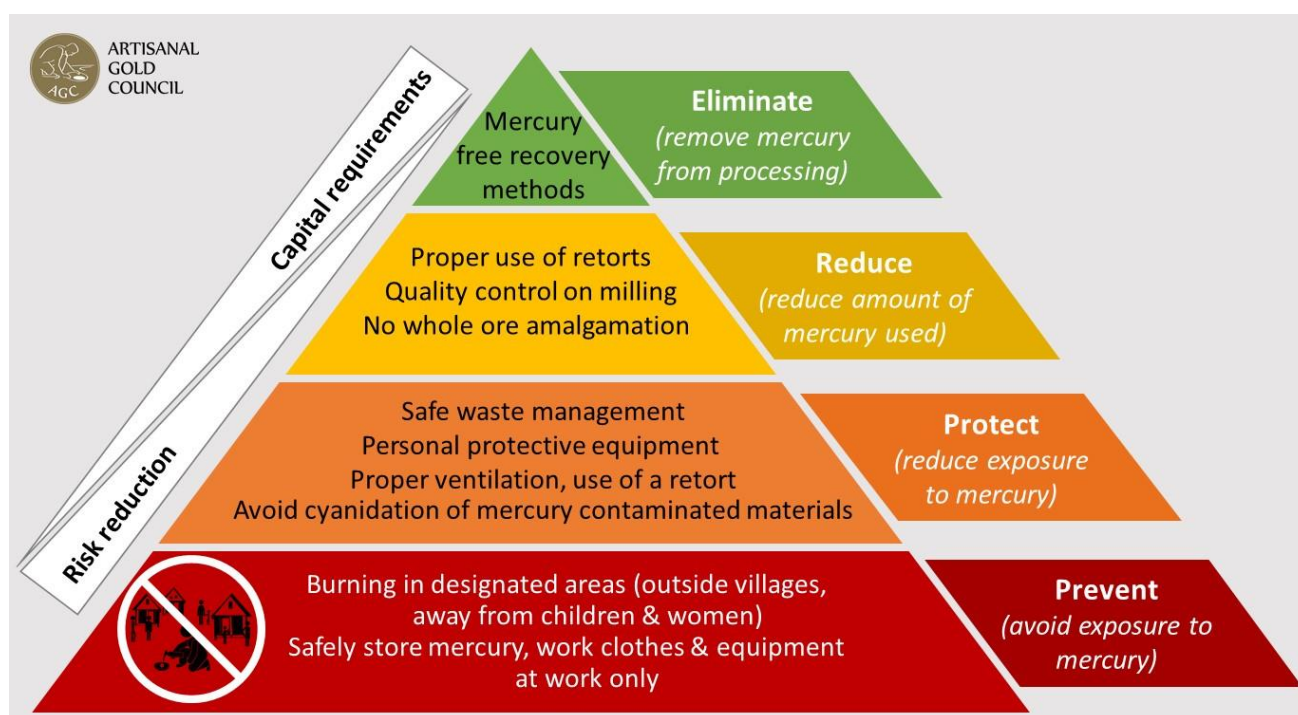 ARTISANAL
GOLD
COUNCIL
AGC
Capital requirements
Risk reduction
Mercury
free recovery
methods
Eliminate
(remove mercury
from processing)
Proper use of retorts
Quality control on milling
No whole ore amalgamation
Reduce
(reduce amount of
mercury used)
Safe waste management
Personal protective equipment
Proper ventilation, use of a retort
Avoid cyanidation of mercury contaminated materials
Protect
(reduce exposure
to mercury)
Burning in designated areas (outside villages,
away from children & women)
Safely store mercury, work clothes & equipment
at work only
Prevent
(avoid exposure to
mercury)